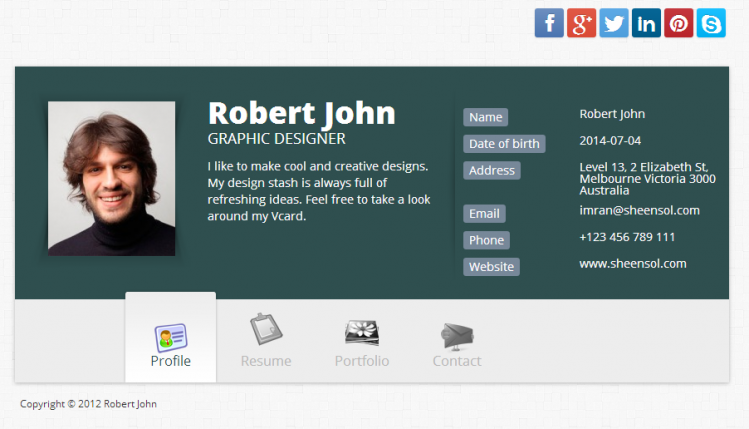 f g+ in
Robert John
GRAPHIC DESIGNER
I like to make cool and creative designs.
My design stash is always full of
refreshing ideas. Feel free to take a look
around my Vcard.
Name Robert John
Date of birth 2014-07-04
Address Level 13, 2 Elizabeth St,
Melbourne Victoria 3000
Australia
Email imran@sheensol.com
Phone +123 456 789 111
Website www.sheensol.com
Profile Resume Portfolio Contact
Copyright © 2012 Robert John